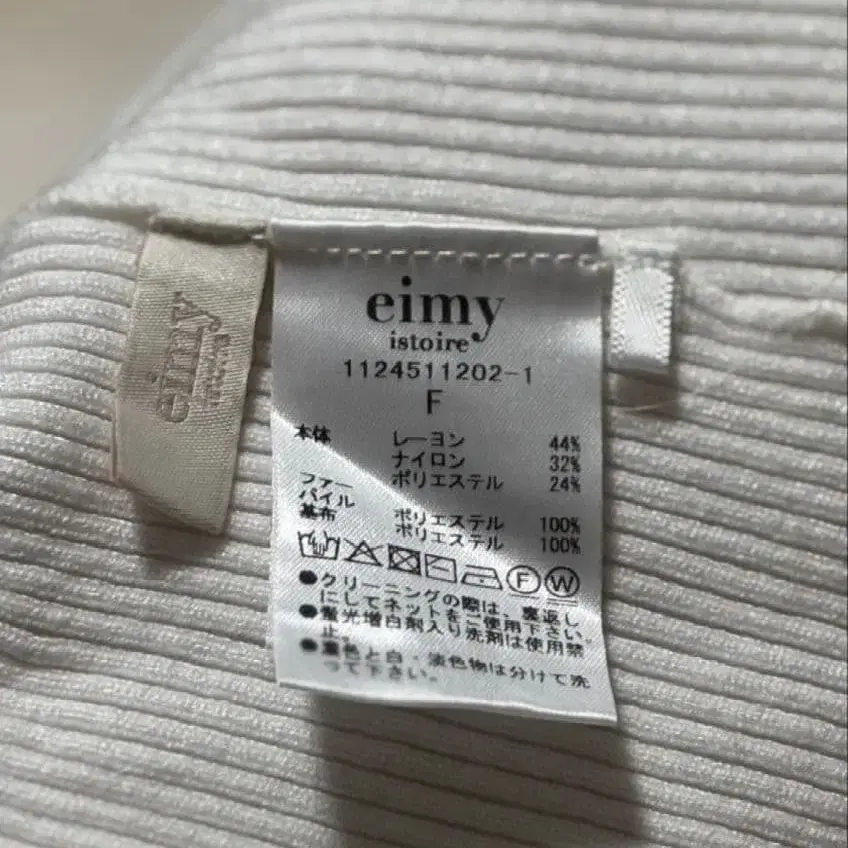 eimy
istoire
1124511202-1
F
本体 レーヨン 44%
ナイロン 32%
ポリエステル 24%
ファー
パイル ポリエステル 100%
基布 ポリエステル 100%
F W
●クリーニングの際は、裏返し
にしてネットをご使用下さい。
●蛍光増白剤入り洗剤は使用禁
止。
●濃色と白・淡色物は分けて洗
って下さい。
eimy